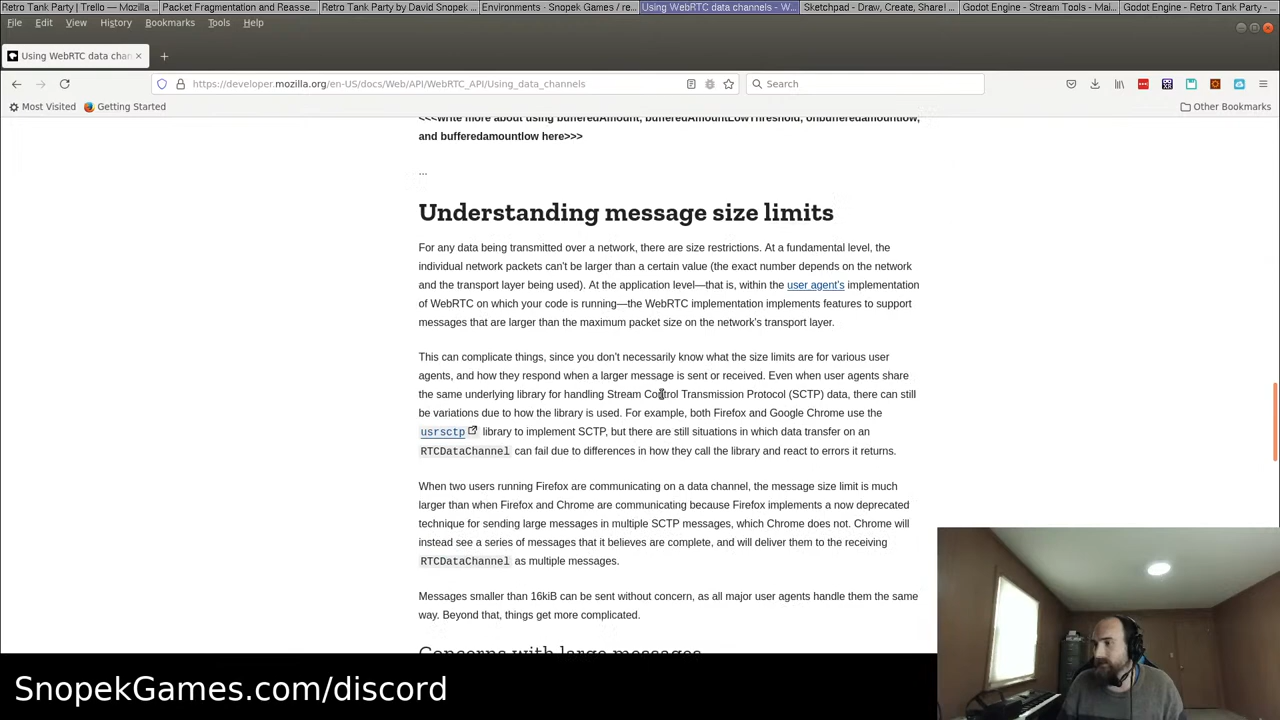 Retro Tank Party | Trello — Mozilla ...
Packet Fragmentation and Reasse...
Retro Tank Party by David Snopek ...
Environments · Snopek Games / re...
Using WebRTC data channels - W...
Sketchpad - Draw, Create, Share! ...
Godot Engine - Stream Tools - Mai...
Godot Engine - Retro Tank Party -...
File Edit View History Bookmarks Tools Help
Using WebRTC data chan
https://developer.mozilla.org/en-US/docs/Web/API/WebRTC_API/Using_data_channels
Search
Most Visited
Getting Started
Other Bookmarks
<<<write more about using bufferedAmount, bufferedAmountLowThreshold, onbufferedamountlow,
and bufferedamountlow here>>>
...
Understanding message size limits
For any data being transmitted over a network, there are size restrictions. At a fundamental level, the
individual network packets can't be larger than a certain value (the exact number depends on the network
and the transport layer being used). At the application level—that is, within the user agent's implementation
of WebRTC on which your code is running—the WebRTC implementation implements features to support
messages that are larger than the maximum packet size on the network's transport layer.
This can complicate things, since you don't necessarily know what the size limits are for various user
agents, and how they respond when a larger message is sent or received. Even when user agents share
the same underlying library for handling Stream Control Transmission Protocol (SCTP) data, there can still
be variations due to how the library is used. For example, both Firefox and Google Chrome use the
usrsctp library to implement SCTP, but there are still situations in which data transfer on an
RTCDataChannel can fail due to differences in how they call the library and react to errors it returns.
When two users running Firefox are communicating on a data channel, the message size limit is much
larger than when Firefox and Chrome are communicating because Firefox implements a now deprecated
technique for sending large messages in multiple SCTP messages, which Chrome does not. Chrome will
instead see a series of messages that it believes are complete, and will deliver them to the receiving
RTCDataChannel as multiple messages.
Messages smaller than 16kiB can be sent without concern, as all major user agents handle them the same
way. Beyond that, things get more complicated.
Concerns with large messages
SnopekGames.com/discord